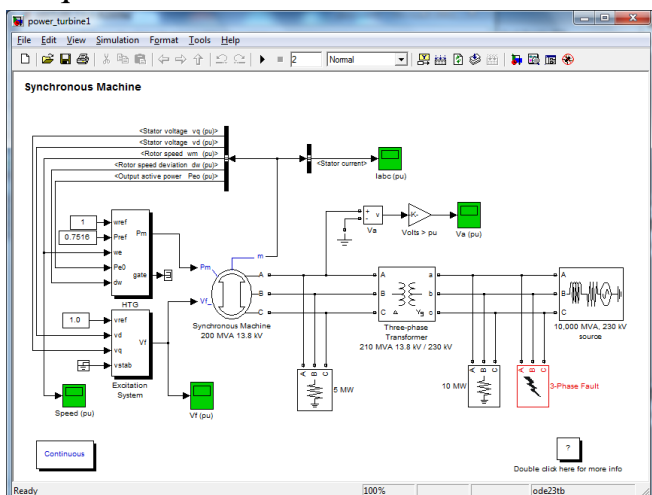 power_turbine1
File Edit View Simulation Format Tools Help
2 Normal
Synchronous Machine
<Stator voltage vq (pu)>
<Stator voltage vd (pu)>
<Rotor speed wm (pu)>
<Rotor speed deviation dw (pu)>
<Output active power Peo (pu)>
<Stator current>
Iabc (pu)
+ v -
Va
-K-
Volts > pu
Va (pu)
1
0.7516
wref
Pref
we
Pe0
dw
Pm
gate
HTG
1.0
vref
vd
vq
vstab
Vf
Excitation
System
Pm
Vf_
m
A
B
C
Synchronous Machine
200 MVA 13.8 kV
A a
B b
C c
Δ Yg
Three-phase
Transformer
210 MVA 13.8 kV / 230 kV
A
B
C
10,000 MVA, 230 kV
source
A B C
5 MW
A B C
10 MW
A B C
3-Phase Fault
Speed (pu)
Vf (pu)
Continuous
?
Double click here for more info
Ready 100% ode23tb